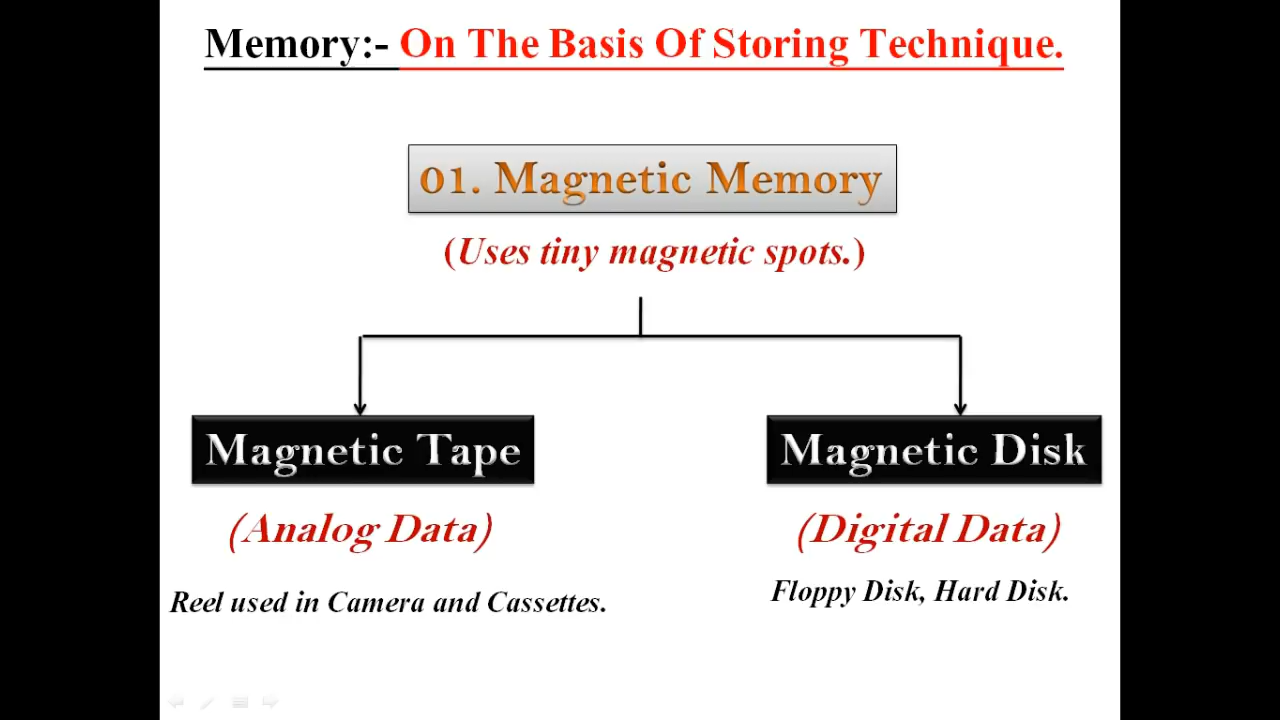 Memory:- On The Basis Of Storing Technique.
01. Magnetic Memory
(Uses tiny magnetic spots.)
Magnetic Tape
Magnetic Disk
(Analog Data)
(Digital Data)
Reel used in Camera and Cassettes.
Floppy Disk, Hard Disk.